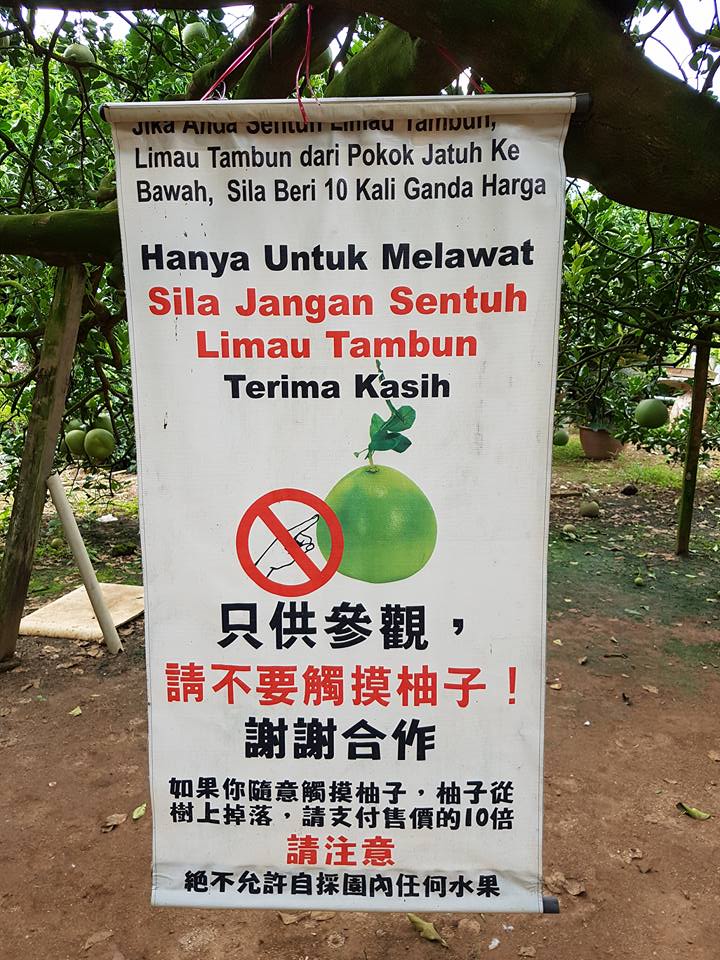 Jika Anda Sentuh Limau Tambun,
Limau Tambun dari Pokok Jatuh Ke
Bawah, Sila Beri 10 Kali Ganda Harga
Hanya Untuk Melawat
Sila Jangan Sentuh
Limau Tambun
Terima Kasih
只供參觀，
請不要觸摸柚子！
謝謝合作
如果你隨意觸摸柚子，柚子從
樹上掉落，請支付售價的10倍
請注意
絕不允許自採園內任何水果